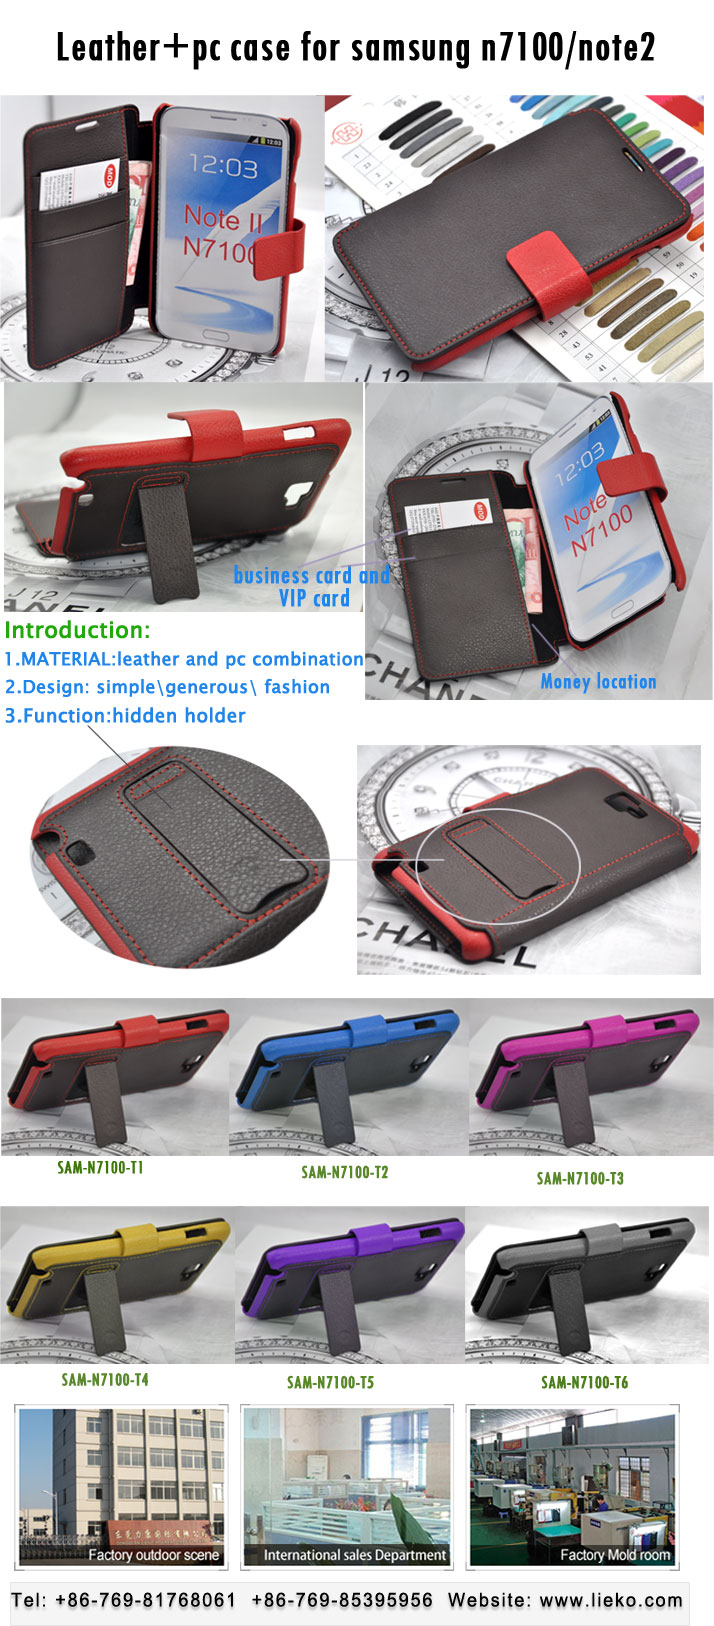 Leather+pc case for samsung n7100/note2
12:03
Note II
N7100
MOD
J 12
12:03
Note
N7100
MOD
business card and
VIP card
Money location
CHANEL
Introduction:
1.MATERIAL:leather and pc combination
2.Design: simple\generous\ fashion
3.Function:hidden holder
SAM-N7100-T1
SAM-N7100-T2
SAM-N7100-T3
SAM-N7100-T4
SAM-N7100-T5
SAM-N7100-T6
Factory outdoor scene
International sales Department
Factory Mold room
Tel: +86-769-81768061 +86-769-85395956 Website: www.lieko.com